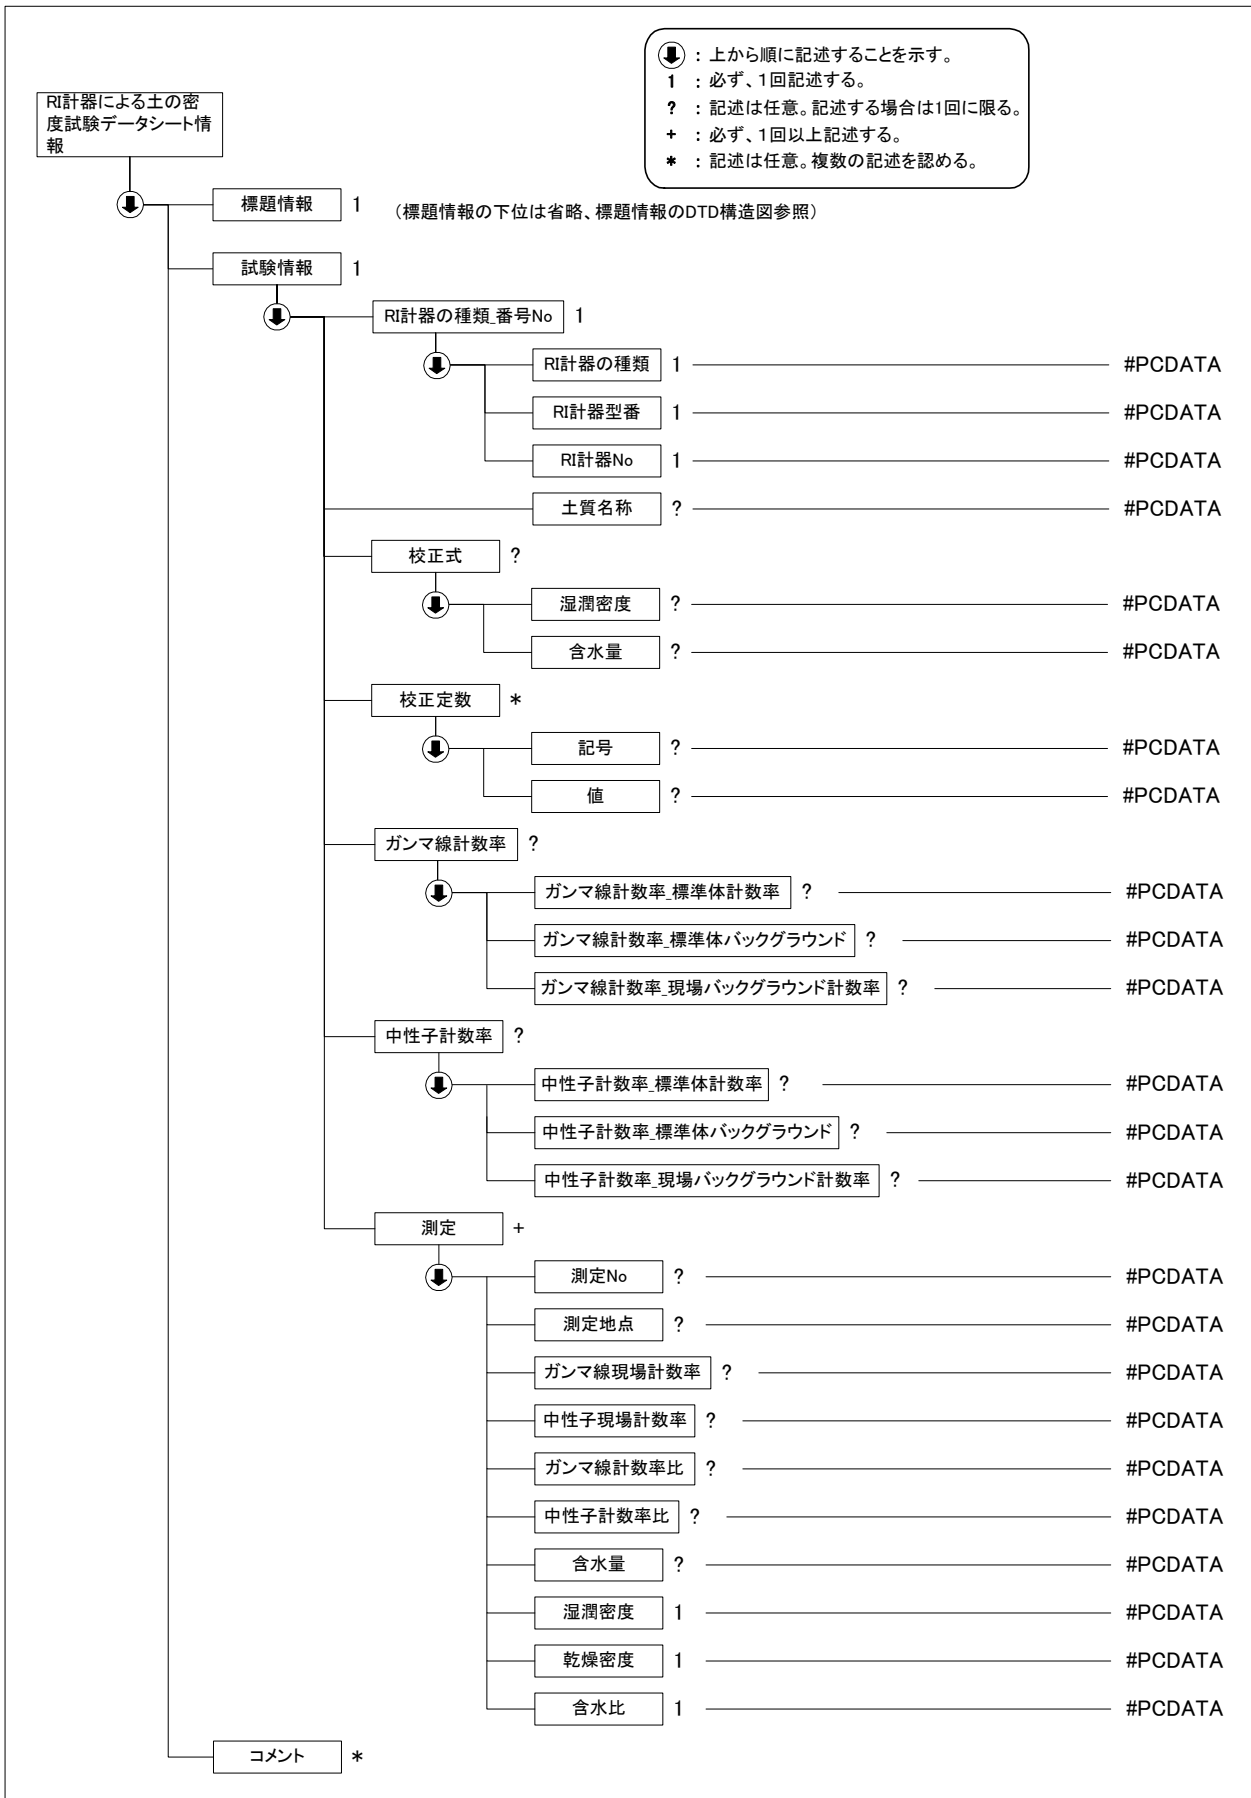 ：上から順に記述することを示す。
1 ：必ず、1回記述する。
? ：記述は任意。記述する場合は1回に限る。
+ ：必ず、1回以上記述する。
* ：記述は任意。複数の記述を認める。
RI計器による土の密
度試験データシート情
報
標題情報 1 （標題情報の下位は省略、標題情報のDTD構造図参照）
試験情報 1
RI計器の種類_番号No 1
RI計器の種類 1 #PCDATA
RI計器型番 1 #PCDATA
RI計器No 1 #PCDATA
土質名称 ? #PCDATA
校正式 ?
湿潤密度 ? #PCDATA
含水量 ? #PCDATA
校正定数 *
記号 ? #PCDATA
値 ? #PCDATA
ガンマ線計数率 ?
ガンマ線計数率_標準体計数率 ? #PCDATA
ガンマ線計数率_標準体バックグラウンド ? #PCDATA
ガンマ線計数率_現場バックグラウンド計数率 ? #PCDATA
中性子計数率 ?
中性子計数率_標準体計数率 ? #PCDATA
中性子計数率_標準体バックグラウンド ? #PCDATA
中性子計数率_現場バックグラウンド計数率 ? #PCDATA
測定 +
測定No ? #PCDATA
測定地点 ? #PCDATA
ガンマ線現場計数率 ? #PCDATA
中性子現場計数率 ? #PCDATA
ガンマ線計数率比 ? #PCDATA
中性子計数率比 ? #PCDATA
含水量 ? #PCDATA
湿潤密度 1 #PCDATA
乾燥密度 1 #PCDATA
含水比 1 #PCDATA
コメント *